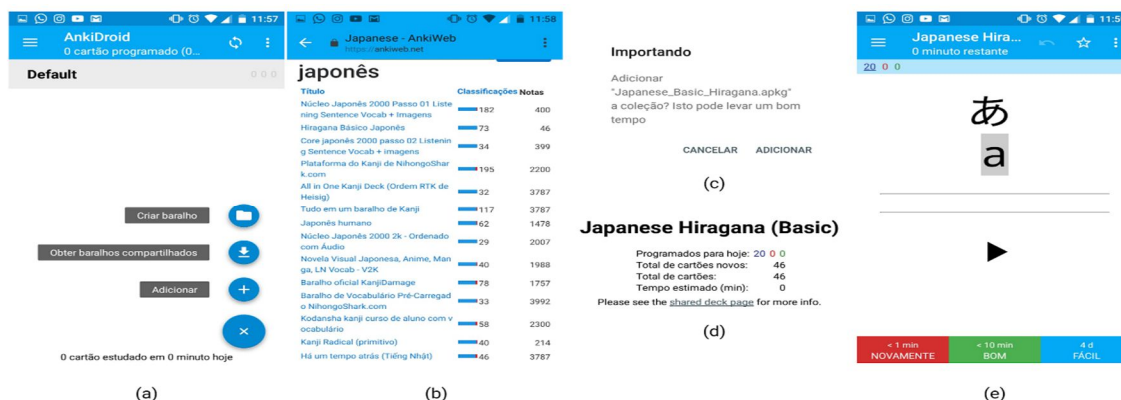 11:57
AnkiDroid
0 cartão programado (0...
Default
0 0 0
Criar baralho
Obter baralhos compartilhados
Adicionar
0 cartão estudado em 0 minuto hoje
(a)
11:58
Japanese - AnkiWeb
https://ankiweb.net
japonês
Título Classificações Notas
Núcleo Japonês 2000 Passo 01 Liste
ning Sentence Vocab + Imagens 182 400
Hiragana Básico Japonês 73 46
Core japonês 2000 passo 02 Listenin
g Sentence Vocab + imagens 34 399
Plataforma do Kanji de NihongoShar
k.com 195 2200
All in One Kanji Deck (Ordem RTK de
Heisig) 32 3787
Tudo em um baralho de Kanji 117 3787
Japonês humano 62 1478
Núcleo Japonês 2000 2k - Ordenado
com Áudio 29 2007
Novela Visual Japonesa, Anime, Man
ga, LN Vocab - V2K 40 1988
Baralho oficial KanjiDamage 78 1757
Baralho de Vocabulário Pré-Carregad
o NihongoShark.com 33 3992
Kodansha kanji curso de aluno com v
ocabulário 58 2300
Kanji Radical (primitivo) 40 214
Há um tempo atrás (Tiếng Nhật) 46 3787
(b)
Importando
Adicionar
"Japanese_Basic_Hiragana.apkg"
a coleção? Isto pode levar um bom
tempo
CANCELAR ADICIONAR
(c)
Japanese Hiragana (Basic)
Programados para hoje: 20 0 0
Total de cartões novos: 46
Total de cartões: 46
Tempo estimado (min): 0
Please see the shared deck page for more info.
(d)
11:5
Japanese Hira...
0 minuto restante
20 0 0
あ
a
< 1 min < 10 min 4 d
NOVAMENTE BOM FÁCIL
(e)